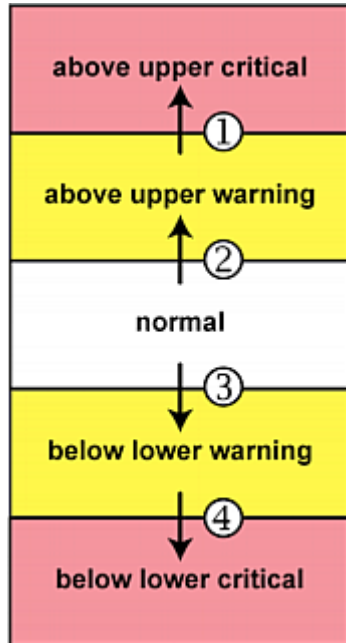 above upper critical
①
above upper warning
②
normal
③
below lower warning
④
below lower critical